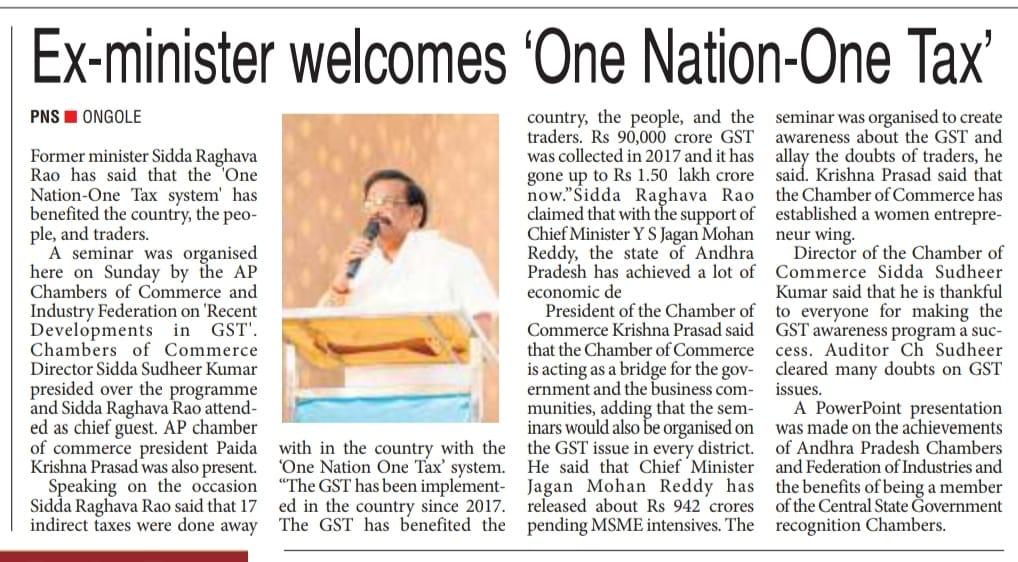 Ex-minister welcomes ‘One Nation-One Tax’
PNS ■ ONGOLE
Former minister Sidda Raghava
Rao has said that the 'One
Nation-One Tax system' has
benefited the country, the peo-
ple, and traders.
A seminar was organised
here on Sunday by the AP
Chambers of Commerce and
Industry Federation on 'Recent
Developments in GST'.
Chambers of Commerce
Director Sidda Sudheer Kumar
presided over the programme
and Sidda Raghava Rao attend-
ed as chief guest. AP chamber
of commerce president Paida
Krishna Prasad was also present.
Speaking on the occasion
Sidda Raghava Rao said that 17
indirect taxes were done away
with in the country with the
‘One Nation One Tax’ system.
“The GST has been implement-
ed in the country since 2017.
The GST has benefited the
country, the people, and the
traders. Rs 90,000 crore GST
was collected in 2017 and it has
gone up to Rs 1.50 lakh crore
now.”Sidda Raghava Rao
claimed that with the support of
Chief Minister Y S Jagan Mohan
Reddy, the state of Andhra
Pradesh has achieved a lot of
economic de
President of the Chamber of
Commerce Krishna Prasad said
that the Chamber of Commerce
is acting as a bridge for the gov-
ernment and the business com-
munities, adding that the sem-
inars would also be organised on
the GST issue in every district.
He said that Chief Minister
Jagan Mohan Reddy has
released about Rs 942 crores
pending MSME intensives. The
seminar was organised to create
awareness about the GST and
allay the doubts of traders, he
said. Krishna Prasad said that
the Chamber of Commerce has
established a women entrepre-
neur wing.
Director of the Chamber of
Commerce Sidda Sudheer
Kumar said that he is thankful
to everyone for making the
GST awareness program a suc-
cess. Auditor Ch Sudheer
cleared many doubts on GST
issues.
A PowerPoint presentation
was made on the achievements
of Andhra Pradesh Chambers
and Federation of Industries and
the benefits of being a member
of the Central State Government
recognition Chambers.